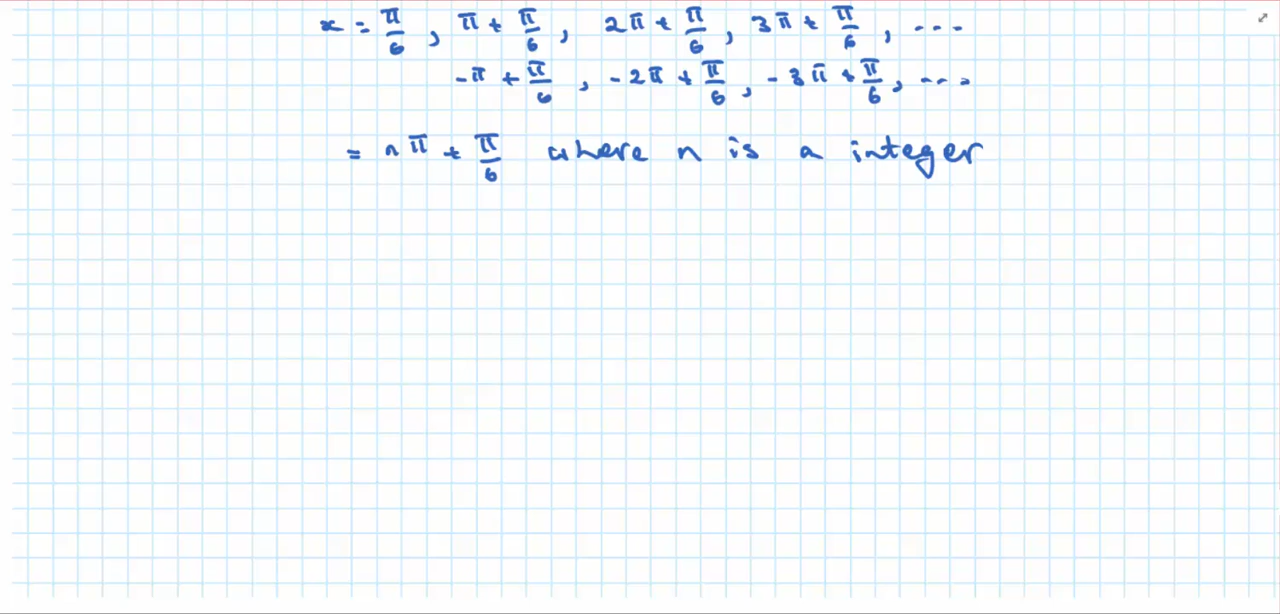 x = π/6, π + π/6, 2π + π/6, 3π + π/6, ...
-π + π/6, -2π + π/6, -3π + π/6, ...
= nπ + π/6 where n is a integer